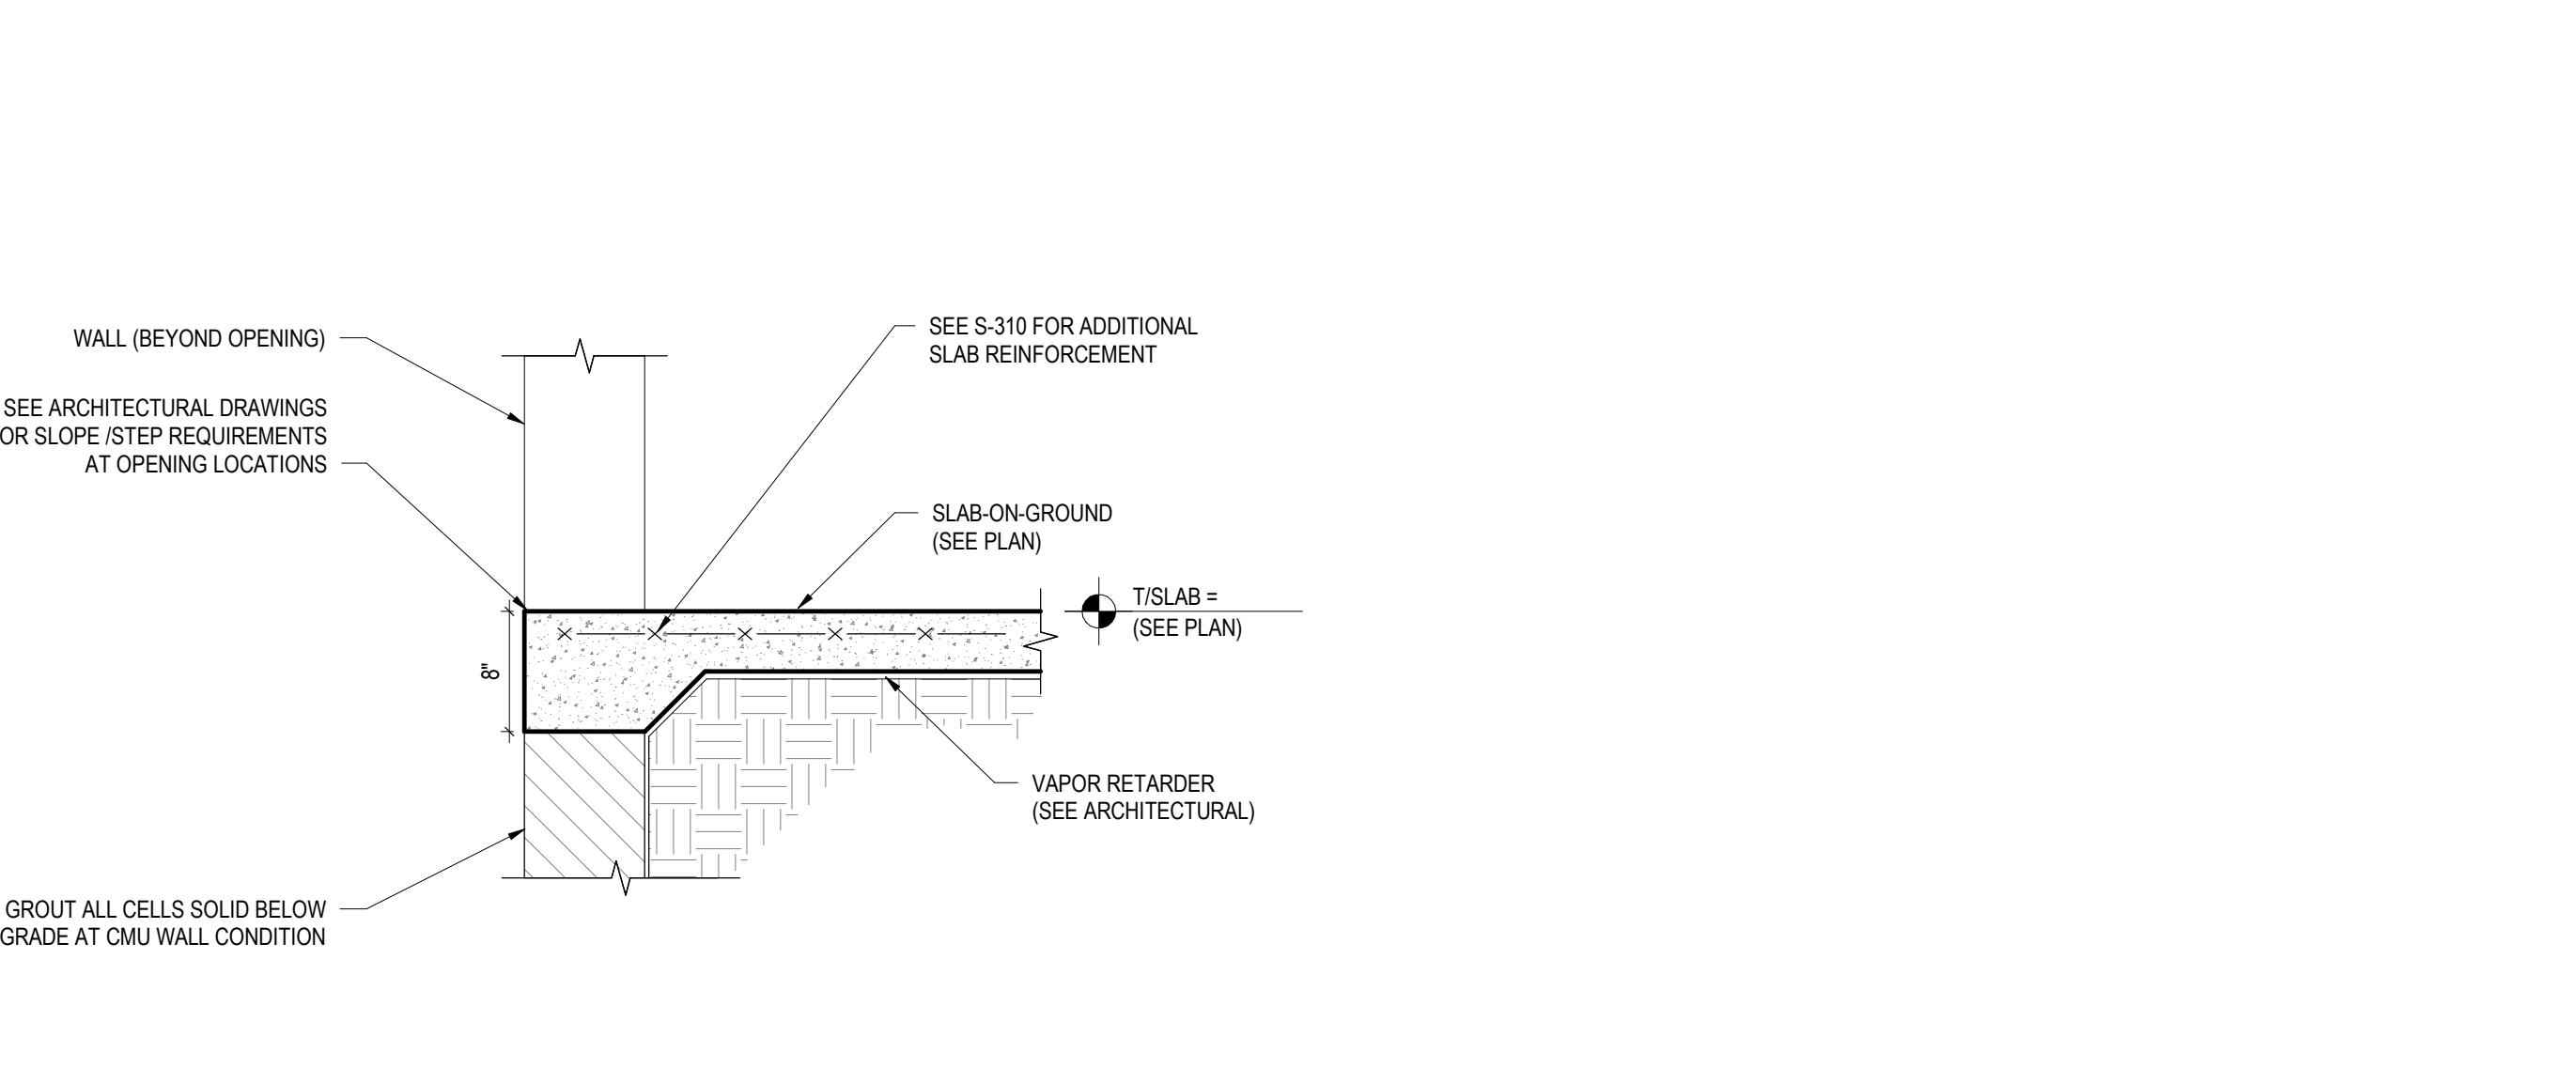 WALL (BEYOND OPENING)
SEE ARCHITECTURAL DRAWINGS
OR SLOPE /STEP REQUIREMENTS
AT OPENING LOCATIONS
SEE S-310 FOR ADDITIONAL
SLAB REINFORCEMENT
SLAB-ON-GROUND
(SEE PLAN)
T/SLAB =
(SEE PLAN)
8"
VAPOR RETARDER
(SEE ARCHITECTURAL)
GROUT ALL CELLS SOLID BELOW
GRADE AT CMU WALL CONDITION